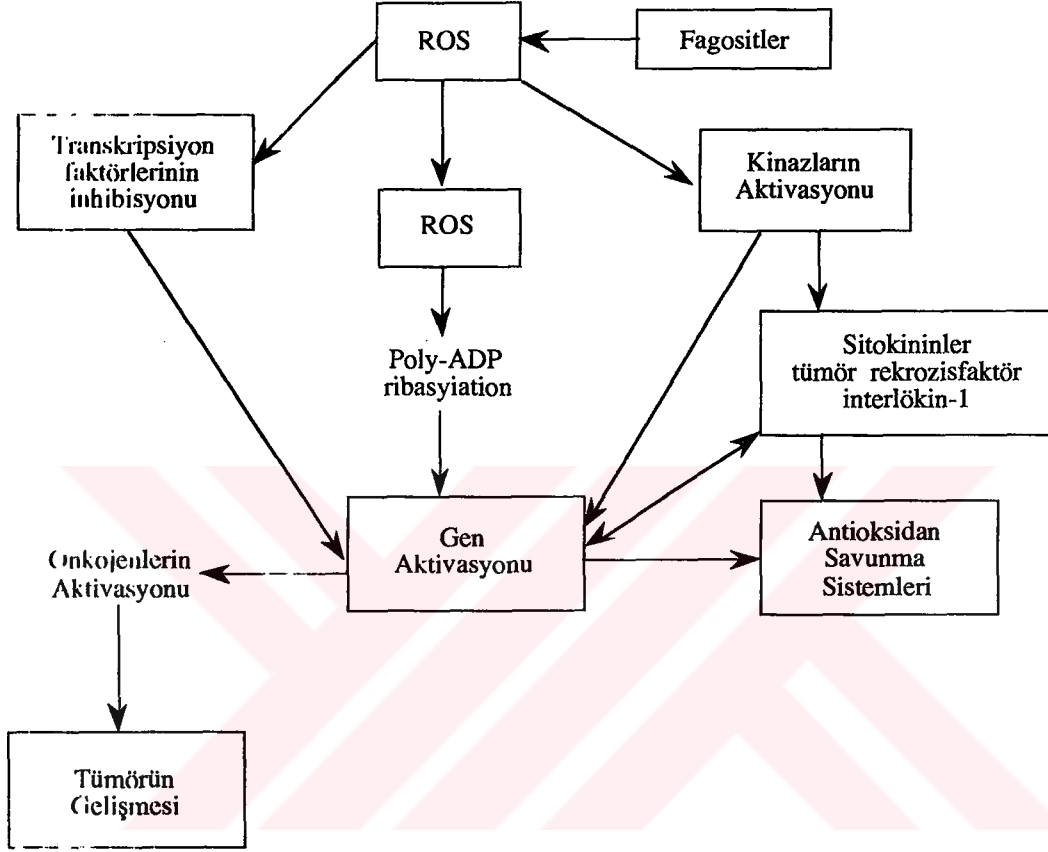 ROS
Fagositler
Transkripsiyon
faktörlerinin
inhibisyonu
Kinazların
Aktivasyonu
ROS
Poly-ADP
ribasyiation
Sitokininler
tümör rekrozisfaktör
interlökin-1
Gen
Aktivasyonu
Antioksidan
Savunma
Sistemleri
Onkojenlerin
Aktivasyonu
Tümörün
Gelişmesi